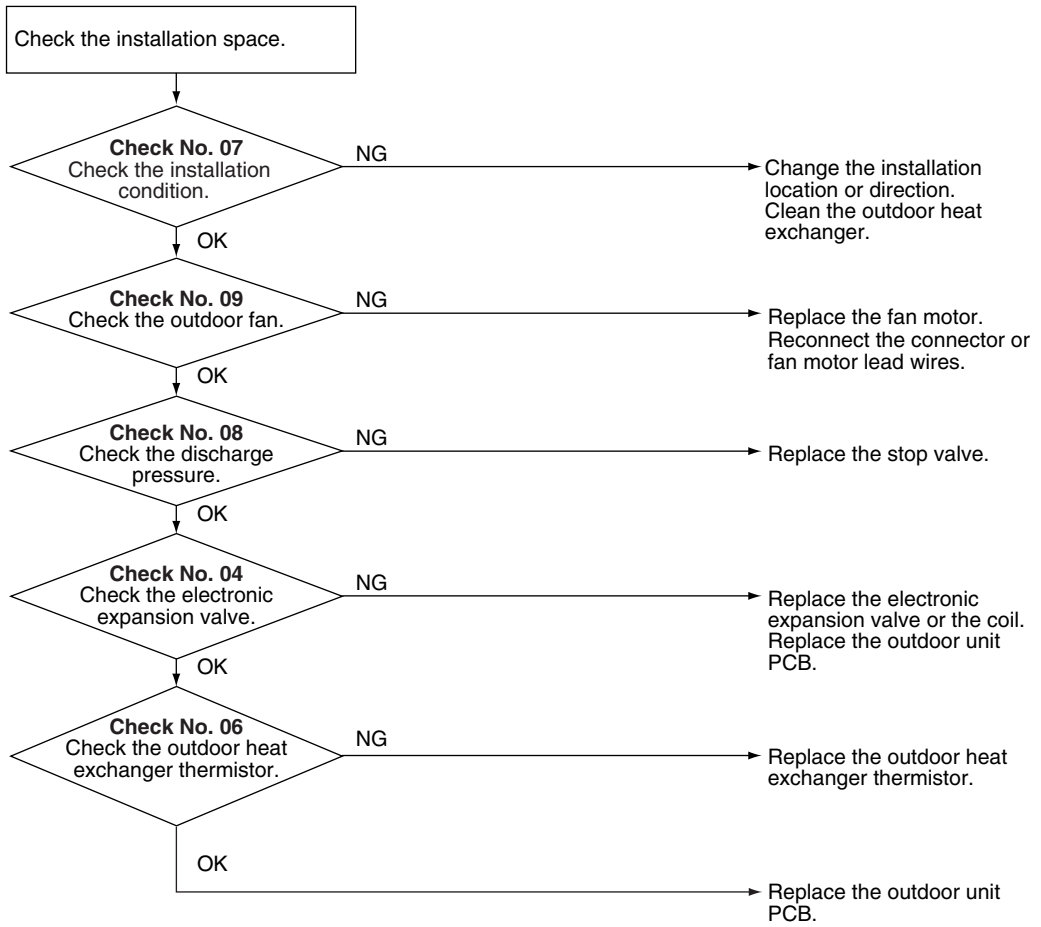 Check the installation space.
Check No. 07
Check the installation
condition.
NG
Change the installation
location or direction.
Clean the outdoor heat
exchanger.
OK
Check No. 09
Check the outdoor fan.
NG
Replace the fan motor.
Reconnect the connector or
fan motor lead wires.
OK
Check No. 08
Check the discharge
pressure.
NG
Replace the stop valve.
OK
Check No. 04
Check the electronic
expansion valve.
NG
Replace the electronic
expansion valve or the coil.
Replace the outdoor unit
PCB.
OK
Check No. 06
Check the outdoor heat
exchanger thermistor.
NG
Replace the outdoor heat
exchanger thermistor.
OK
Replace the outdoor unit
PCB.